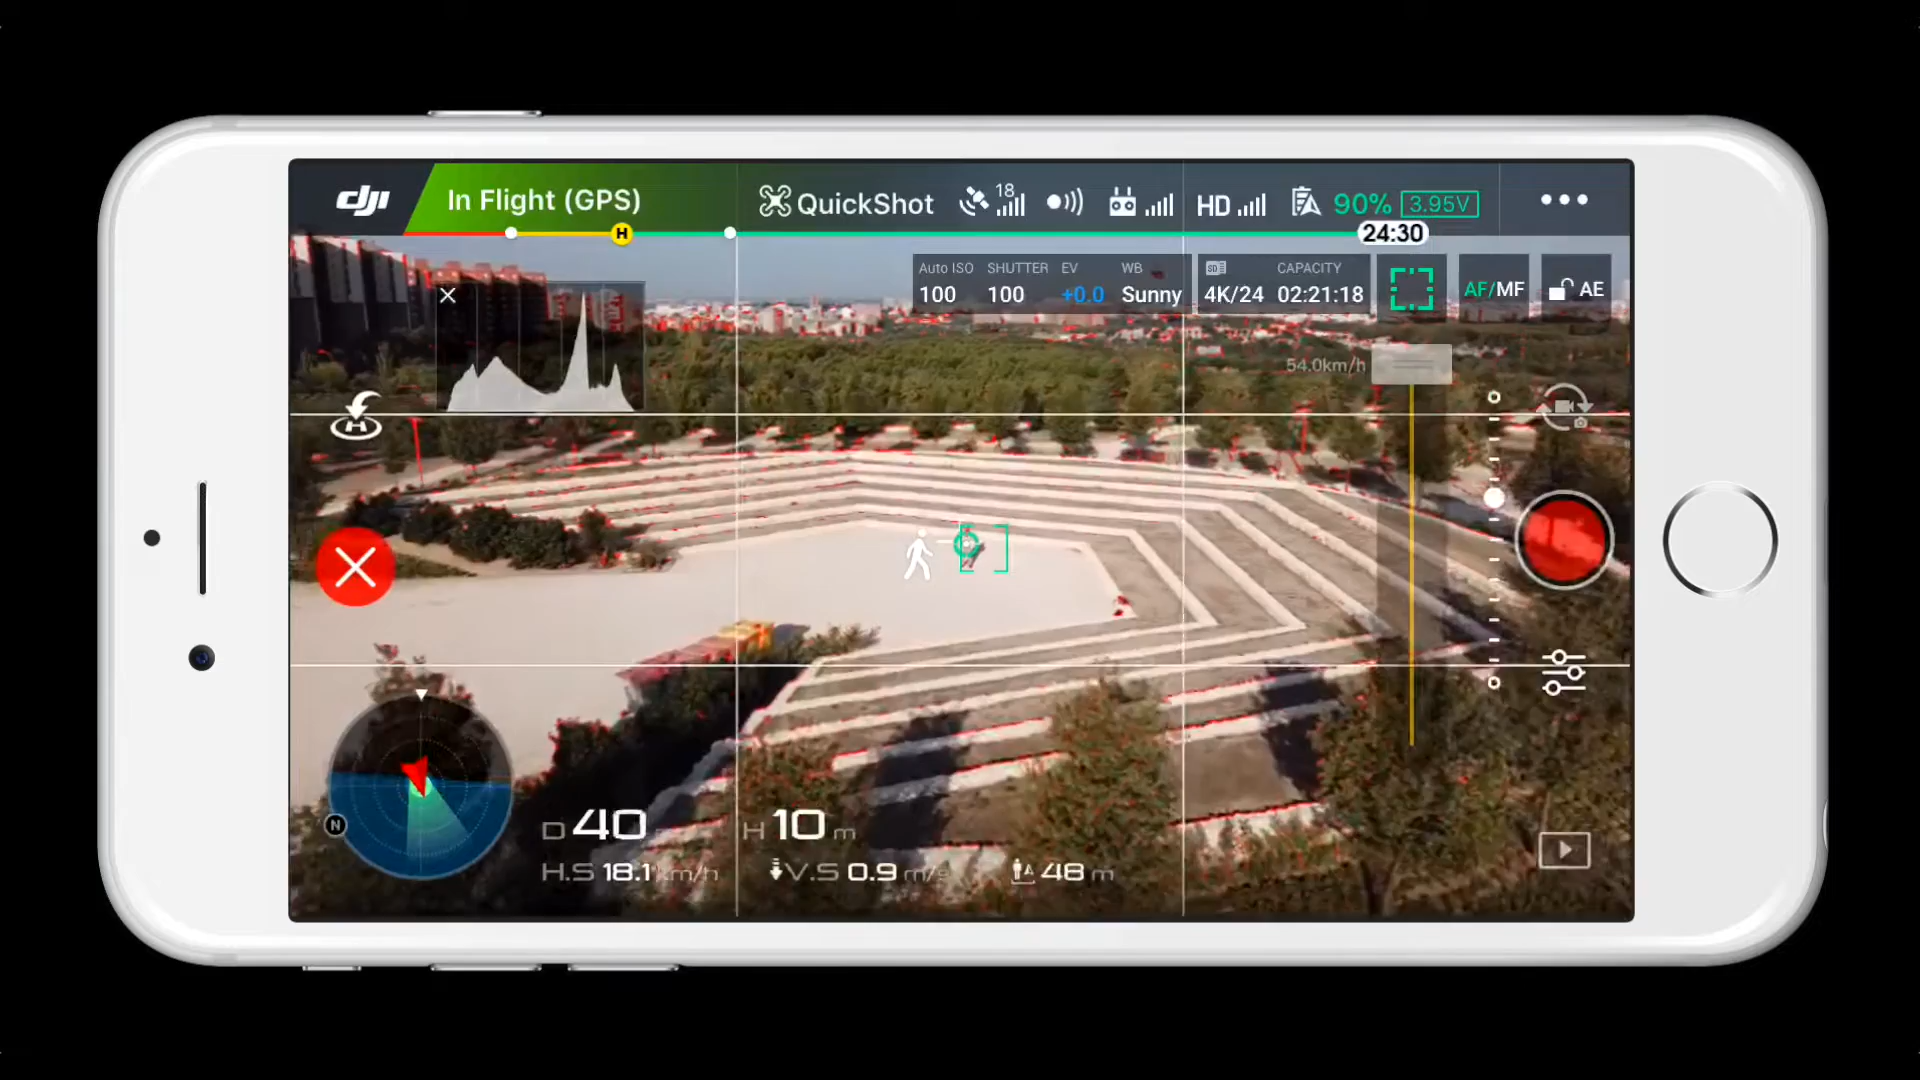 dji In Flight (GPS) QuickShot 18 HD 90% 3.95V
H 24:30
Auto ISO SHUTTER EV WB SD CAPACITY
100 100 +0.0 Sunny 4K/24 02:21:18 AF/MF AE
54.0km/h
N
D 40 H 10 m
H.S 18.1 km/h V.S 0.9 m/s 48 m